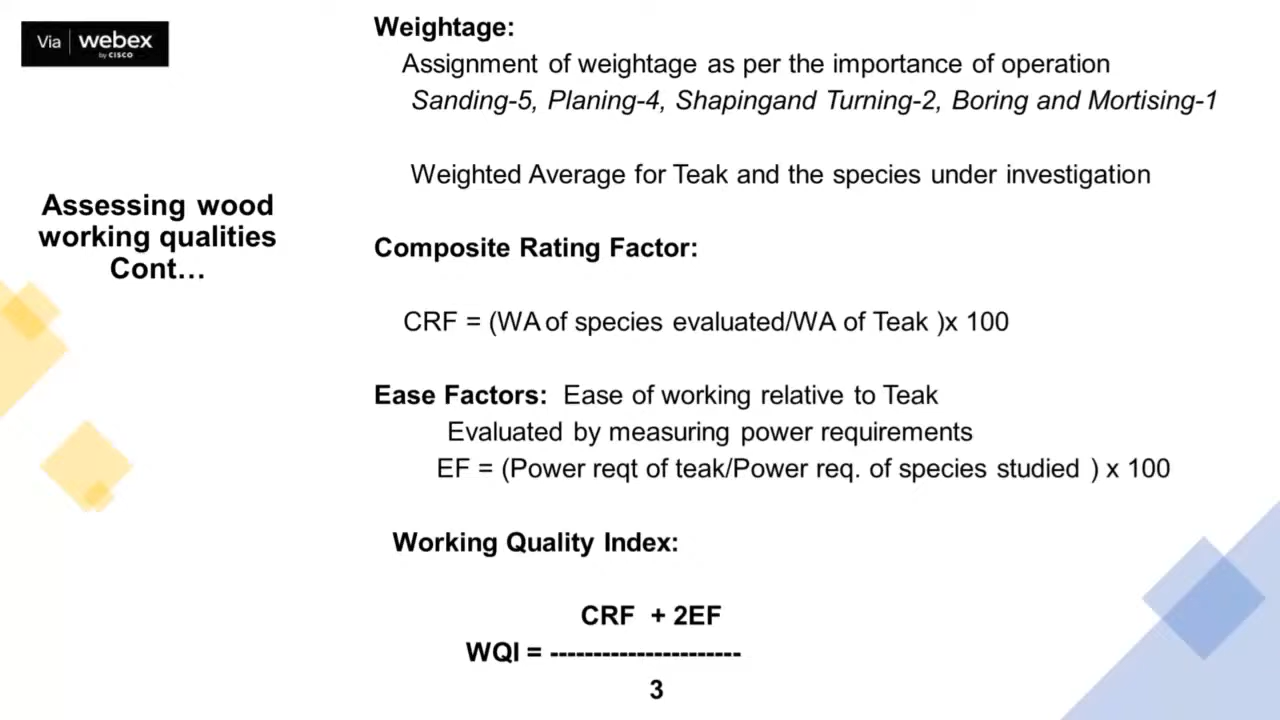 Via | webex
by CISCO
Assessing wood
working qualities
Cont...
Weightage:
Assignment of weightage as per the importance of operation
Sanding-5, Planing-4, Shapingand Turning-2, Boring and Mortising-1
Weighted Average for Teak and the species under investigation
Composite Rating Factor:
CRF = (WA of species evaluated/WA of Teak )x 100
Ease Factors: Ease of working relative to Teak
Evaluated by measuring power requirements
EF = (Power reqt of teak/Power req. of species studied ) x 100
Working Quality Index:
CRF + 2EF
WQI = ----------------------
3